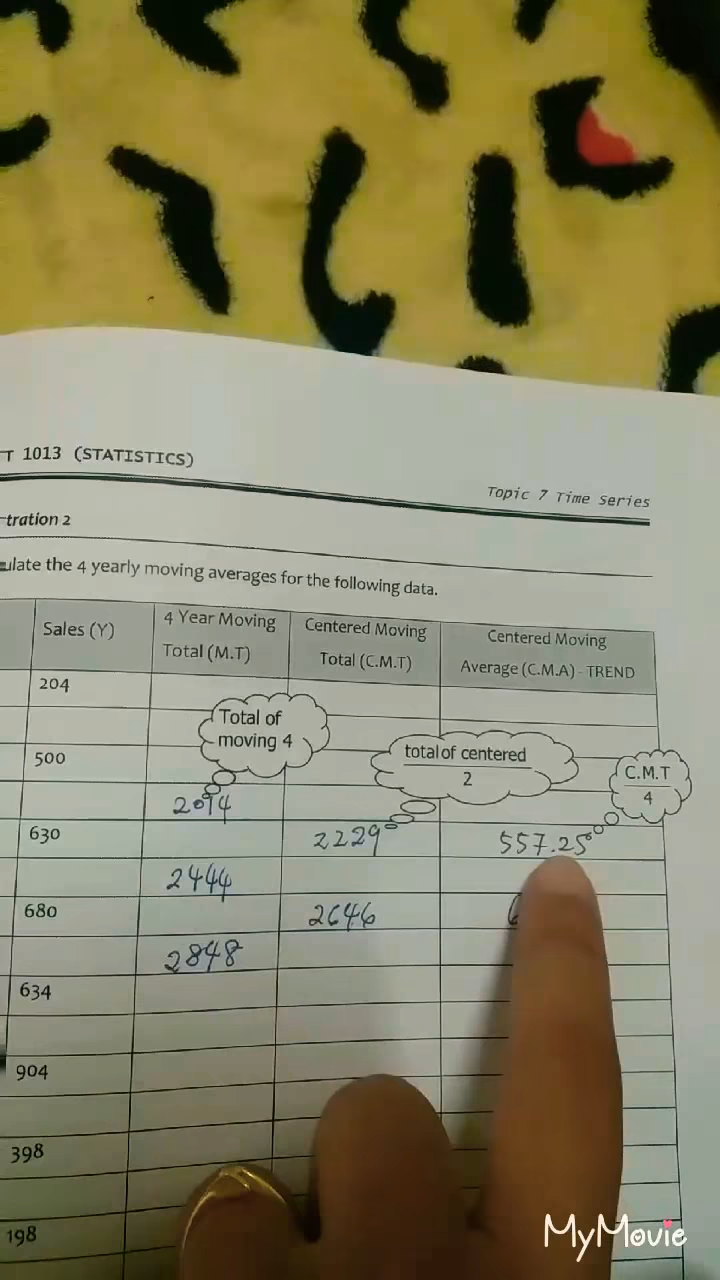 T 1013 (STATISTICS)
Topic 7 Time Series
tration 2
ulate the 4 yearly moving averages for the following data.
Sales (Y)
4 Year Moving
Total (M.T)
Centered Moving
Total (C.M.T)
Centered Moving
Average (C.M.A) - TREND
204
Total of
moving 4
500
total of centered
2
C.M.T
4
2014
630
2229
557.25
2444
680
2646
2848
634
904
398
198
MyMovie